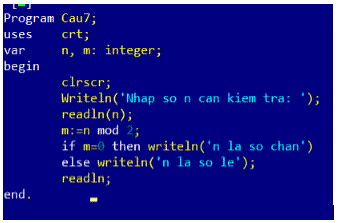 Program Cau7;
uses crt;
var n, m: integer;
begin
clrscr;
Writeln('Nhap so n can kiem tra: ');
readln(n);
m:=n mod 2;
if m=0 then writeln('n la so chan')
else writeln('n la so le');
readln;
end.